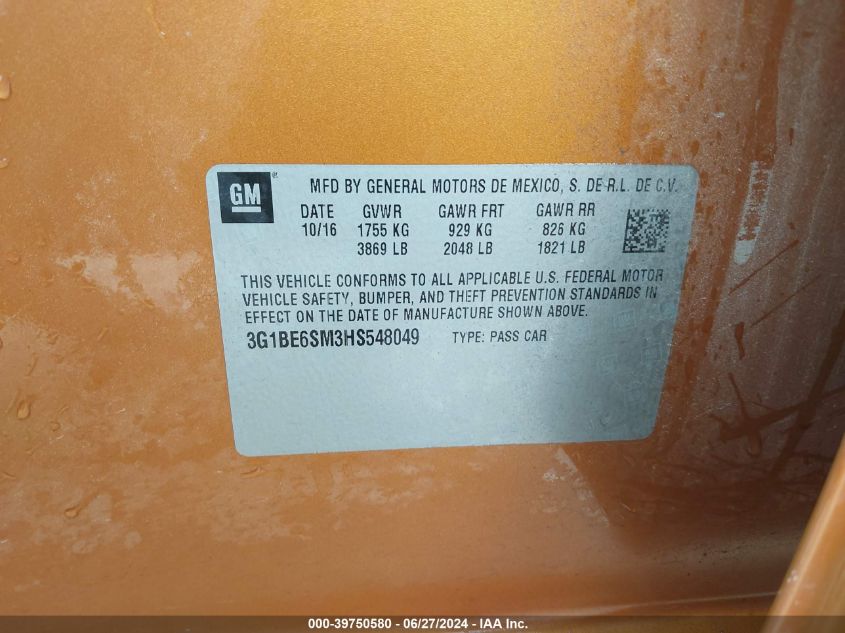 GM
MFD BY GENERAL MOTORS DE MEXICO, S. DE R.L. DE C.V.
DATE GVWR GAWR FRT GAWR RR
10/16 1755 KG 929 KG 826 KG
3869 LB 2048 LB 1821 LB
THIS VEHICLE CONFORMS TO ALL APPLICABLE U.S. FEDERAL MOTOR
VEHICLE SAFETY, BUMPER, AND THEFT PREVENTION STANDARDS IN
EFFECT ON THE DATE OF MANUFACTURE SHOWN ABOVE.
3G1BE6SM3HS548049 TYPE: PASS CAR
000-39750580 - 06/27/2024 - IAA Inc.